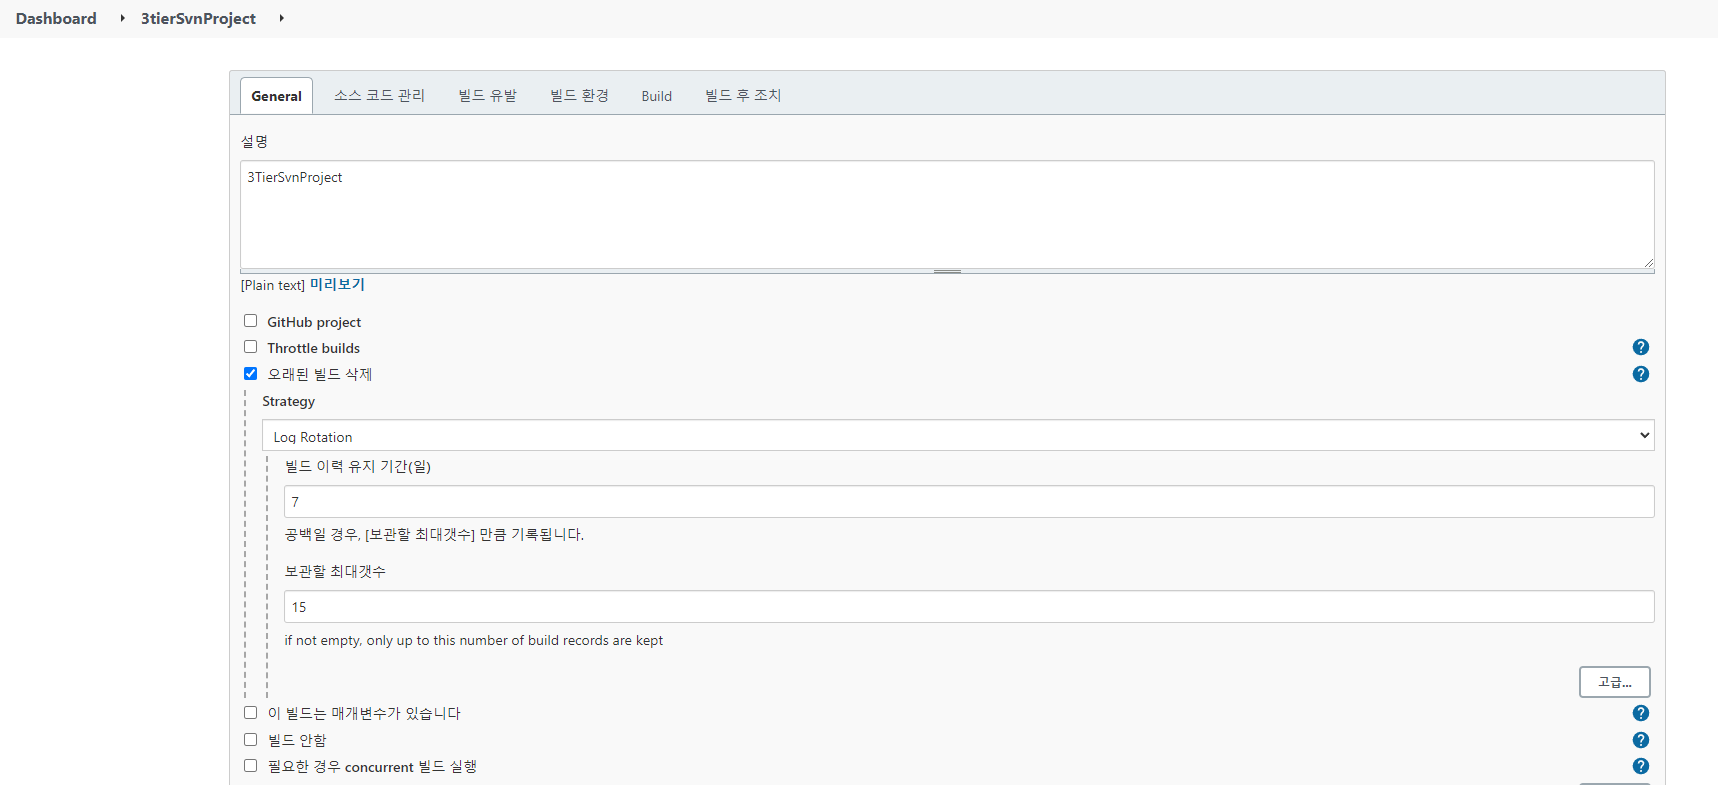 Dashboard 3tierSvnProject
General 소스 코드 관리 빌드 유발 빌드 환경 Build 빌드 후 조치
설명
3TierSvnProject
[Plain text] 미리보기
GitHub project
Throttle builds
?
오래된 빌드 삭제
?
Strategy
Log Rotation
빌드 이력 유지 기간(일)
7
공백일 경우, [보관할 최대갯수] 만큼 기록됩니다.
보관할 최대갯수
15
if not empty, only up to this number of build records are kept
고급...
이 빌드는 매개변수가 있습니다
?
빌드 안함
?
필요한 경우 concurrent 빌드 실행
?